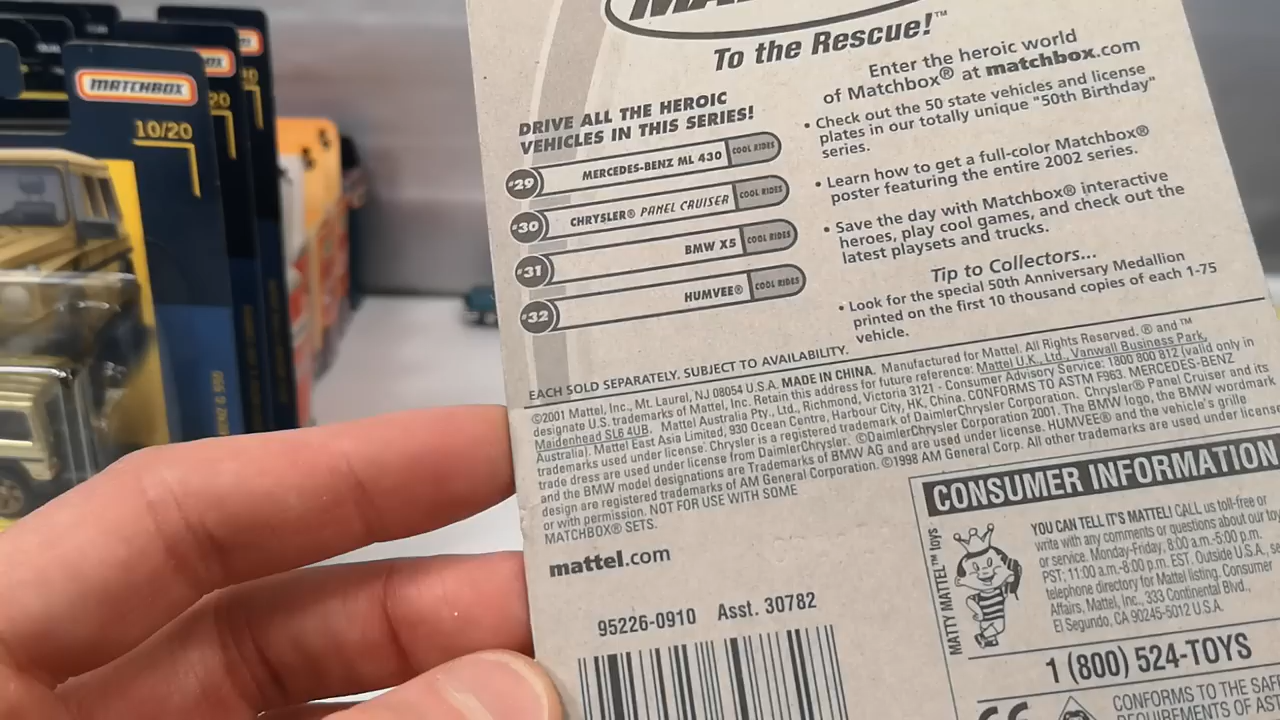 MATCHBOX
10/20
To the Rescue!™
DRIVE ALL THE HEROIC
VEHICLES IN THIS SERIES!
#29 MERCEDES-BENZ ML 430 COOL RIDES
#30 CHRYSLER® PANEL CRUISER COOL RIDES
#31 BMW X5 COOL RIDES
#32 HUMVEE® COOL RIDES
Enter the heroic world
of Matchbox® at matchbox.com
• Check out the 50 state vehicles and license
plates in our totally unique "50th Birthday"
series.
• Learn how to get a full-color Matchbox®
poster featuring the entire 2002 series.
• Save the day with Matchbox® interactive
heroes, play cool games, and check out the
latest playsets and trucks.
Tip to Collectors...
• Look for the special 50th Anniversary Medallion
printed on the first 10 thousand copies of each 1-75
vehicle.
EACH SOLD SEPARATELY. SUBJECT TO AVAILABILITY.
©2001 Mattel, Inc., Mt. Laurel, NJ 08054 U.S.A. MADE IN CHINA. Manufactured for Mattel. All Rights Reserved. ® and ™
designate U.S. trademarks of Mattel, Inc. Retain this address for future reference: Mattel U.K., Ltd., Vanwall Business Park,
Maidenhead SL6 4UB. Mattel Australia Pty., Ltd., Richmond, Victoria 3121 - Consumer Advisory Service: 1800 800 812 (valid only in
Australia). Mattel East Asia Limited, 930 Ocean Centre, Harbour City, HK, China. CONFORMS TO ASTM F963. MERCEDES-BENZ
trademarks used under license. Chrysler is a registered trademark of DaimlerChrysler Corporation. Chrysler® Panel Cruiser and its
trade dress are used under license from DaimlerChrysler. ©DaimlerChrysler Corporation 2001. The BMW logo, the BMW wordmark
and the BMW model designations are Trademarks of BMW AG and are used under license. HUMVEE® and the vehicle's grille
design are registered trademarks of AM General Corporation. ©1998 AM General Corp. All other trademarks are used under license
or with permission. NOT FOR USE WITH SOME
MATCHBOX® SETS.
mattel.com
95226-0910 Asst. 30782
CONSUMER INFORMATION
MATTY MATTEL™ toys
YOU CAN TELL IT'S MATTEL! CALL us toll-free or
write with any comments or questions about our
or service. Monday-Friday, 8:00 a.m.-5:00 p.m.
PST; 11:00 a.m.-8:00 p.m. EST. Outside U.S.A.,
telephone directory for Mattel listing. Consumer
Affairs, Mattel, Inc., 333 Continental Blvd.,
El Segundo, CA 90245-5012 U.S.A.
1 (800) 524-TOYS
CE
CONFORMS TO THE
REQUIREMENTS OF